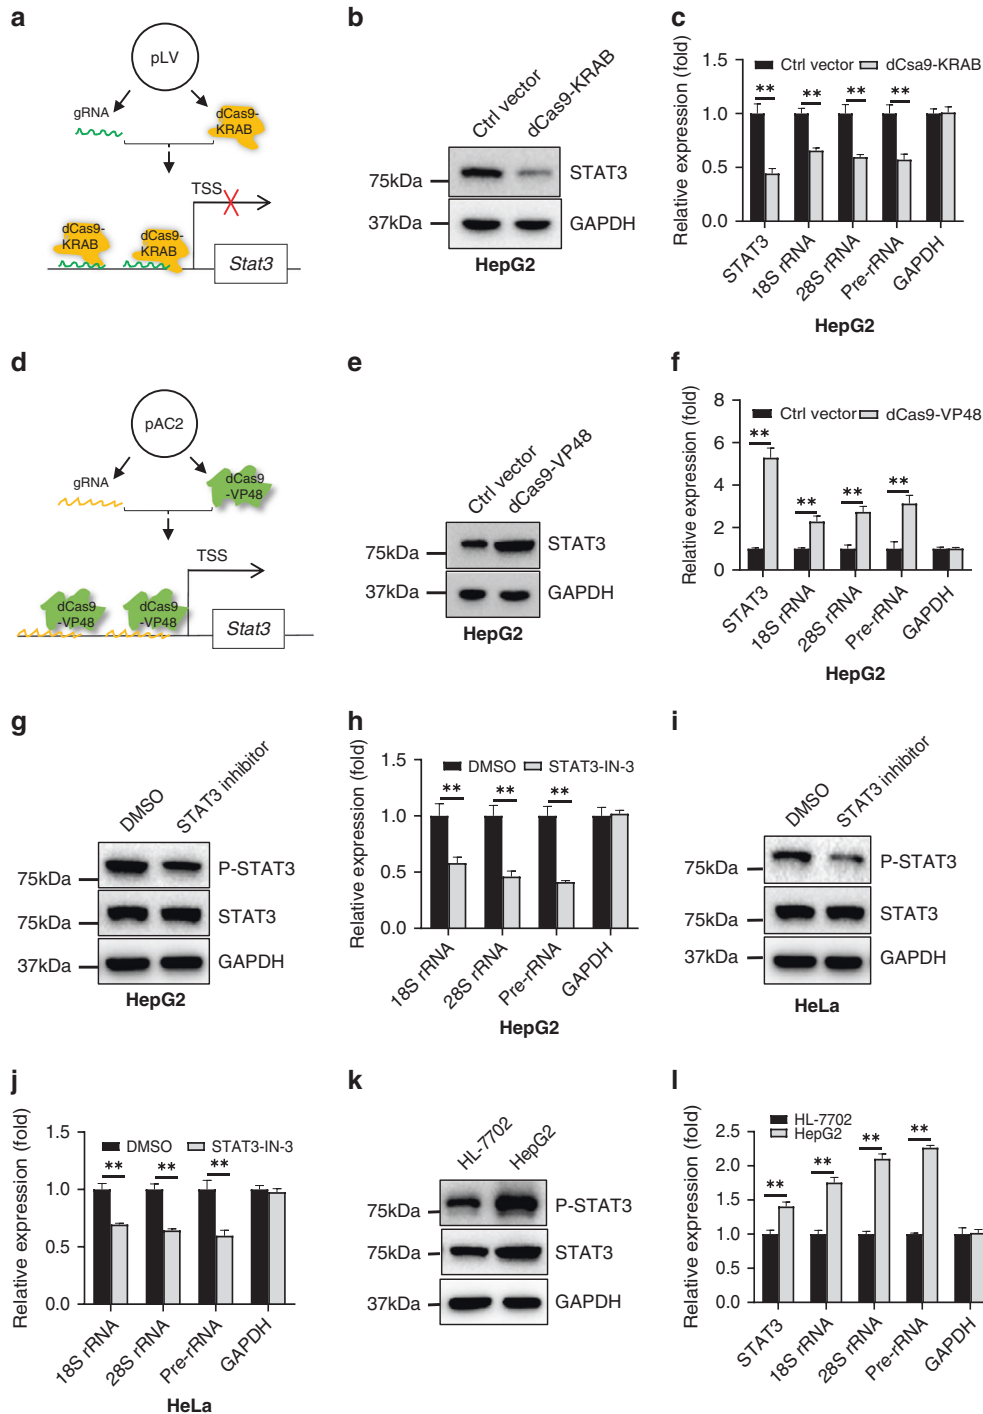 a
pLV
gRNA
dCas9-
KRAB
TSS
dCas9-
KRAB
dCas9-
KRAB
Stat3
b
Ctrl vector
dCas9-KRAB
75kDa
STAT3
37kDa
GAPDH
HepG2
c
Relative expression (fold)
1.5
1.0
0.5
0.0
Ctrl vector
dCsa9-KRAB
** ** ** **
STAT3
18S rRNA
28S rRNA
Pre-rRNA
GAPDH
HepG2
d
pAC2
gRNA
dCas9
-VP48
TSS
dCas9
-VP48
dCas9
-VP48
Stat3
e
Ctrl vector
dCas9-VP48
75kDa
STAT3
37kDa
GAPDH
HepG2
f
Relative expression (fold)
8
6
4
2
0
Ctrl vector
dCas9-VP48
** ** ** **
STAT3
18S rRNA
28S rRNA
Pre-rRNA
GAPDH
HepG2
g
DMSO
STAT3 inhibitor
75kDa
P-STAT3
75kDa
STAT3
37kDa
GAPDH
HepG2
h
Relative expression (fold)
1.5
1.0
0.5
0.0
DMSO
STAT3-IN-3
** ** **
18S rRNA
28S rRNA
Pre-rRNA
GAPDH
HepG2
i
DMSO
STAT3 inhibitor
75kDa
P-STAT3
75kDa
STAT3
37kDa
GAPDH
HeLa
j
Relative expression (fold)
1.5
1.0
0.5
0.0
DMSO
STAT3-IN-3
** ** **
18S rRNA
28S rRNA
Pre-rRNA
GAPDH
HeLa
k
HL-7702
HepG2
75kDa
P-STAT3
75kDa
STAT3
37kDa
GAPDH
l
Relative expression (fold)
2.5
2.0
1.5
1.0
0.5
0.0
HL-7702
HepG2
** ** ** **
STAT3
18S rRNA
28S rRNA
Pre-rRNA
GAPDH